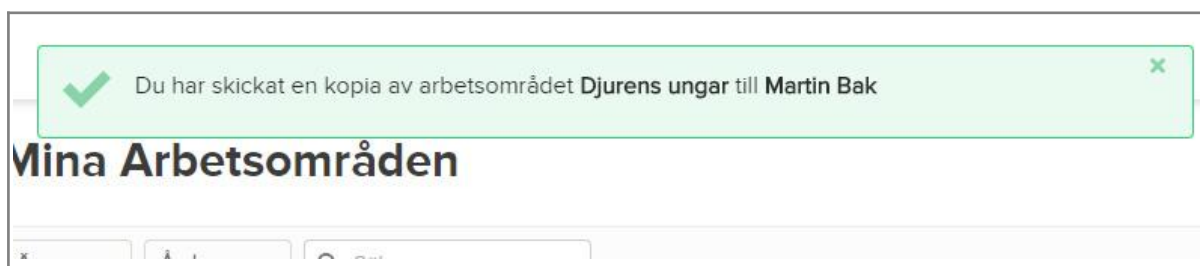 Du har skickat en kopia av arbetsområdet Djurens ungar till Martin Bak
Mina Arbetsområden